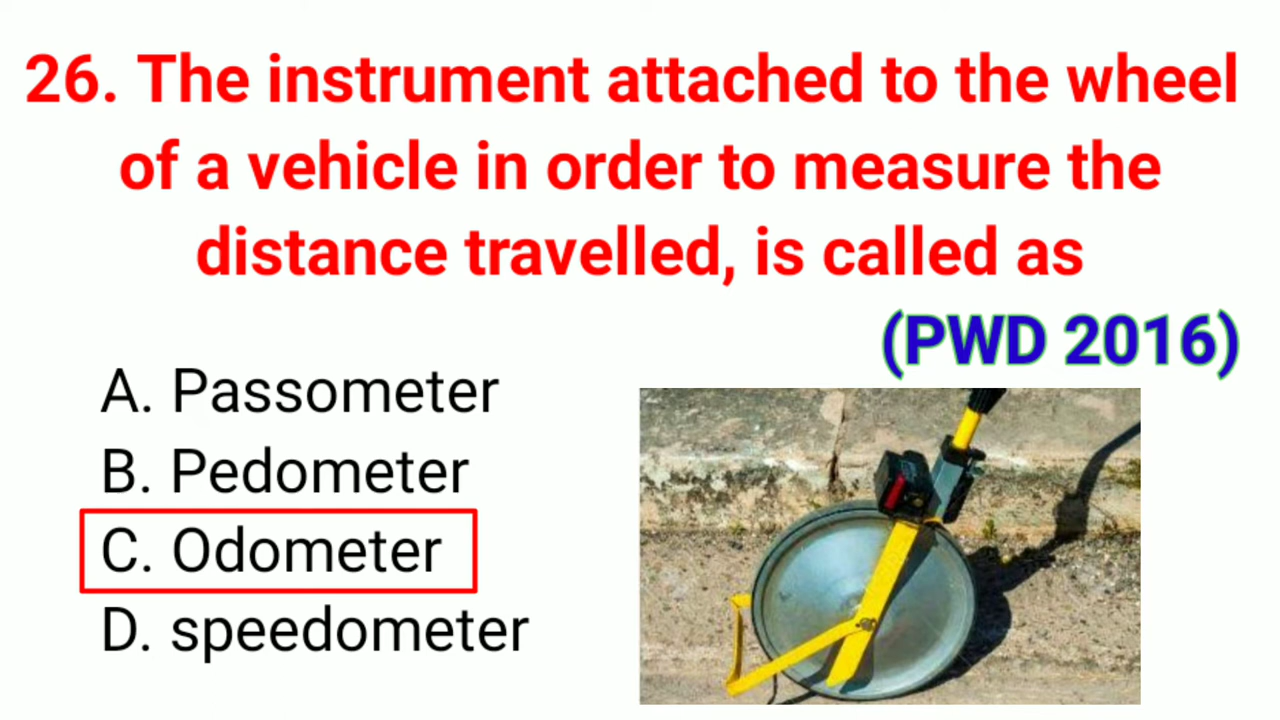 26. The instrument attached to the wheel
of a vehicle in order to measure the
distance travelled, is called as
(PWD 2016)
A. Passometer
B. Pedometer
C. Odometer
D. speedometer